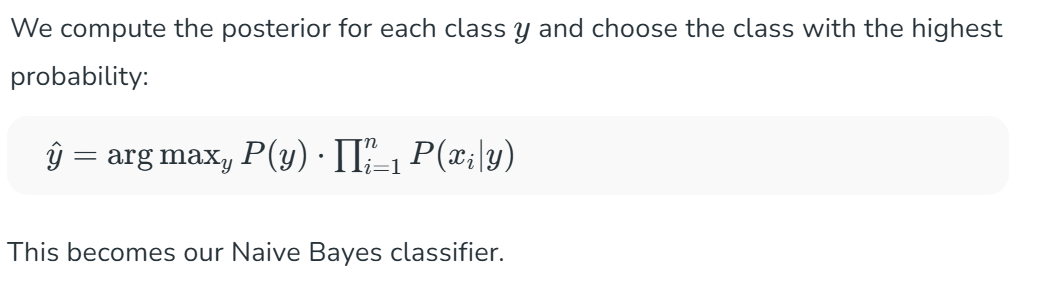 We compute the posterior for each class y and choose the class with the highest
probability:
ŷ = arg max_y P(y) · ∏_{i=1}^{n} P(x_i|y)
This becomes our Naive Bayes classifier.